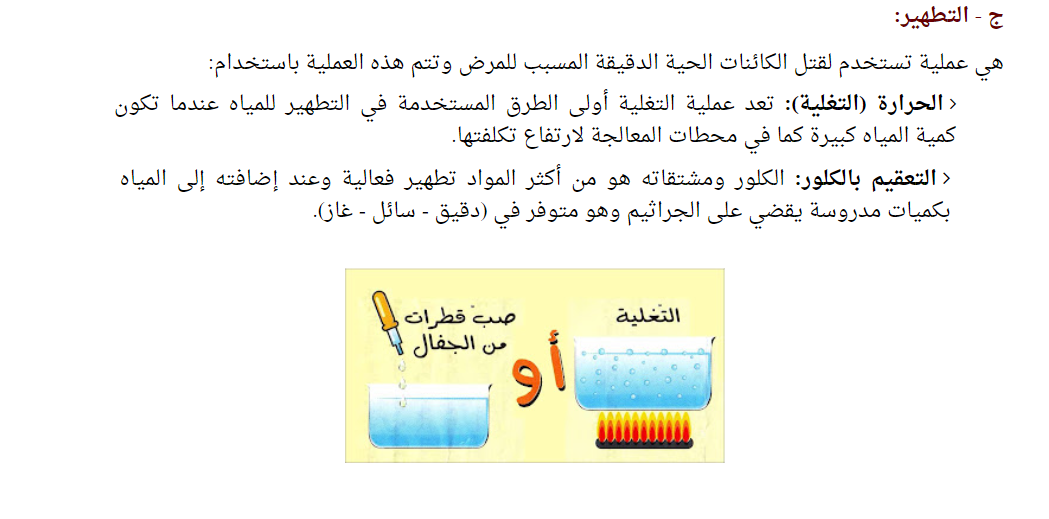 ج - التطهير:
هي عملية تستخدم لقتل الكائنات الحية الدقيقة المسبب للمرض وتتم هذه العملية باستخدام:
› الحرارة (التغلية): تعد عملية التغلية أولى الطرق المستخدمة في التطهير للمياه عندما تكون
كمية المياه كبيرة كما في محطات المعالجة لارتفاع تكلفتها.
› التعقيم بالكلور: الكلور ومشتقاته هو من أكثر المواد تطهير فعالية وعند إضافته إلى المياه
بكميات مدروسة يقضي على الجراثيم وهو متوفر في (دقيق - سائل - غاز).
التّغلية
أو
صبّ قطرات
من الجفال